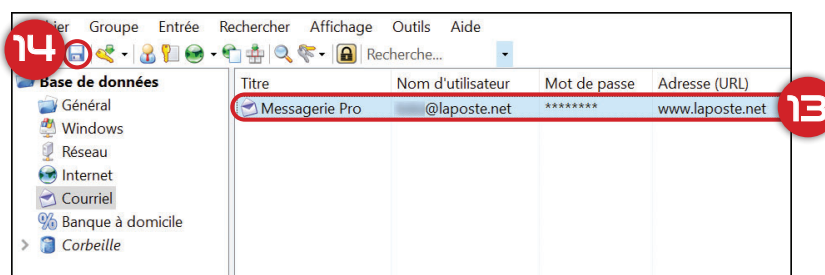 14
Groupe Entrée Rechercher Affichage Outils Aide
Recherche...
Base de données
Général
Windows
Réseau
Internet
Courriel
Banque à domicile
Corbeille
Titre Nom d'utilisateur Mot de passe Adresse (URL)
Messagerie Pro @laposte.net ******** www.laposte.net
13